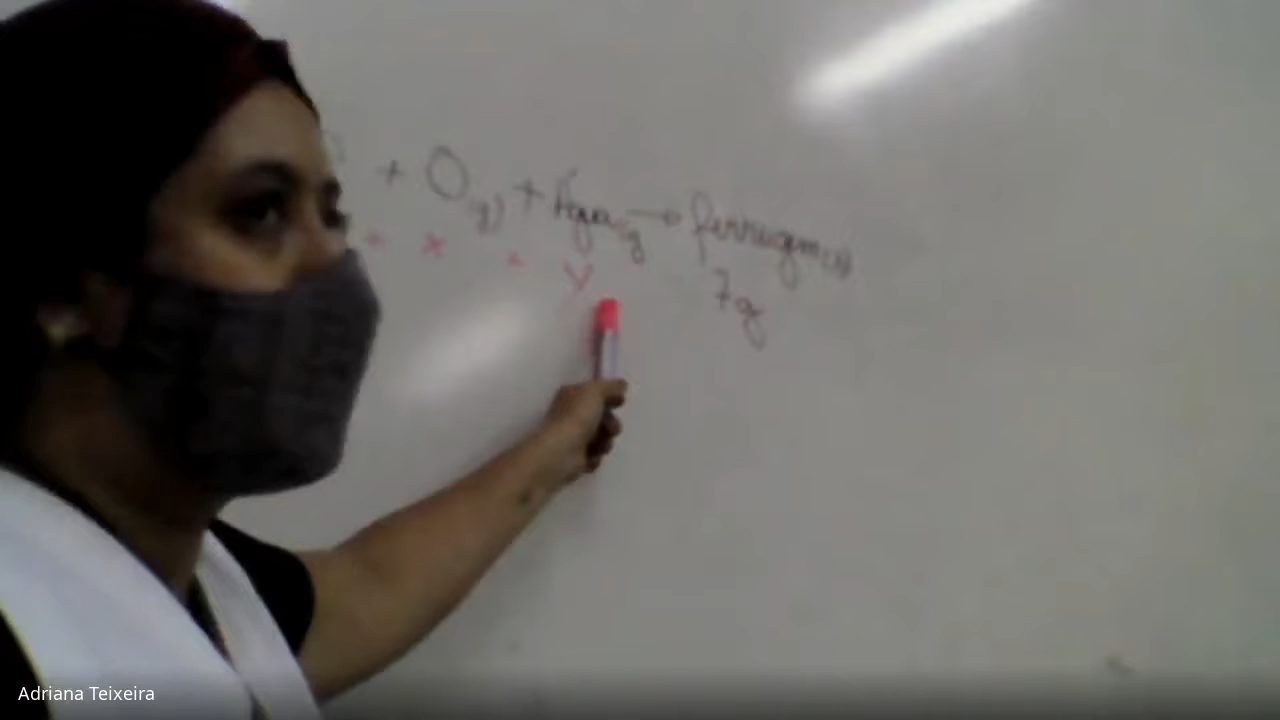 + O(g) + Água(g) → ferrugem(s)
+ x + y
7g
Adriana Teixeira